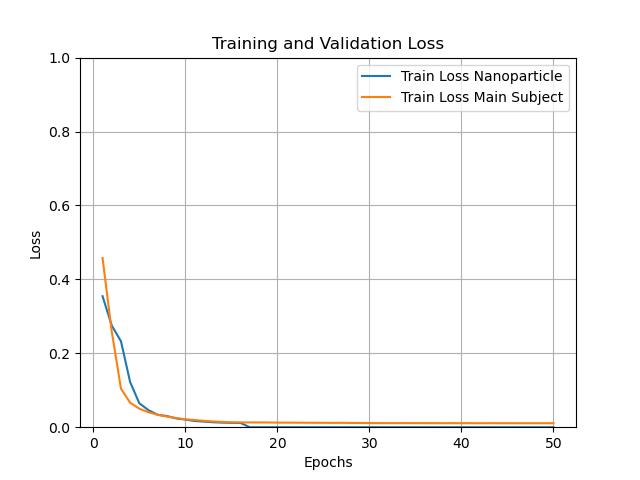 Training and Validation Loss
Train Loss Nanoparticle
Train Loss Main Subject
Loss
1.0
0.8
0.6
0.4
0.2
0.0
0 10 20 30 40 50
Epochs